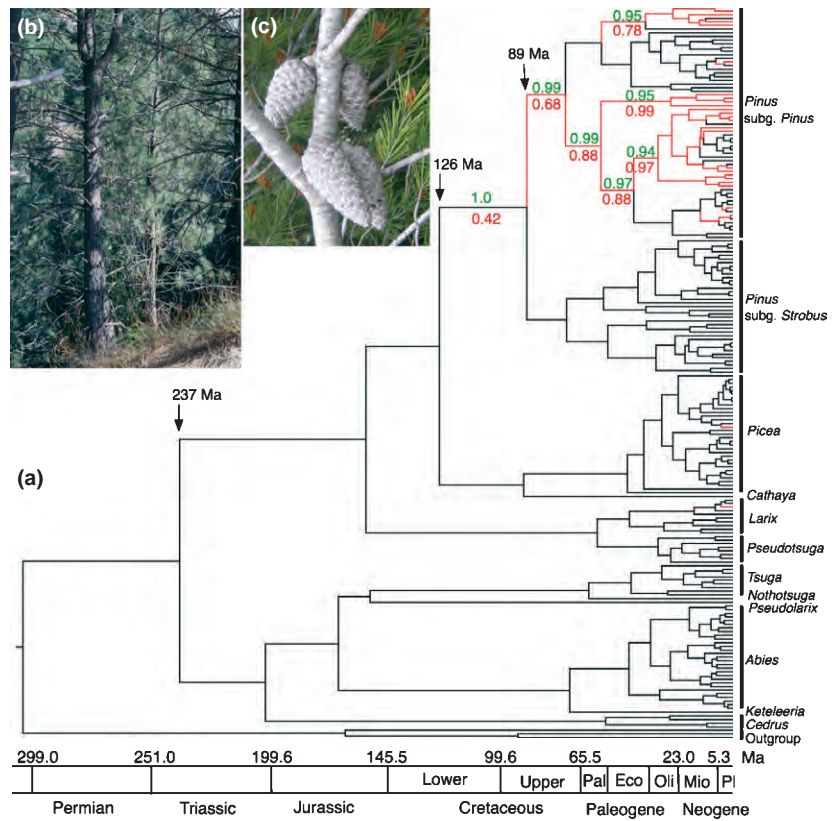 (b)
(c)
0.95
0.78
89 Ma
0.99
0.68
0.95
0.99
Pinus
subg. Pinus
0.99
0.88
0.94
0.97
126 Ma
0.97
0.88
1.0
0.42
Pinus
subg. Strobus
237 Ma
Picea
(a)
Cathaya
Larix
Pseudotsuga
Tsuga
Nothotsuga
Pseudolarix
Abies
Keteleeria
Cedrus
Outgroup
299.0 251.0 199.6 145.5 99.6 65.5 23.0 5.3 Ma
Lower Upper Pal Eco Oli Mio Pl
Permian Triassic Jurassic Cretaceous Paleogene Neogene